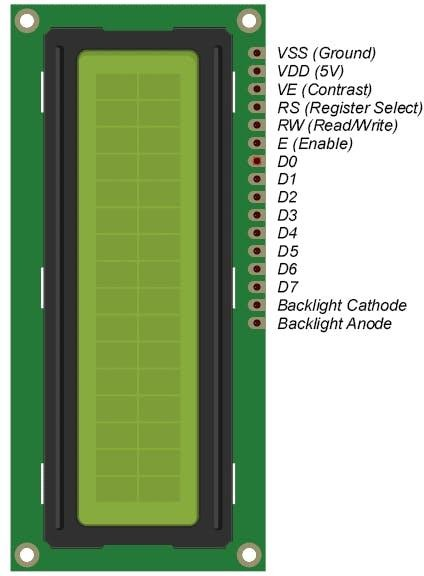 VSS (Ground)
VDD (5V)
VE (Contrast)
RS (Register Select)
RW (Read/Write)
E (Enable)
D0
D1
D2
D3
D4
D5
D6
D7
Backlight Cathode
Backlight Anode